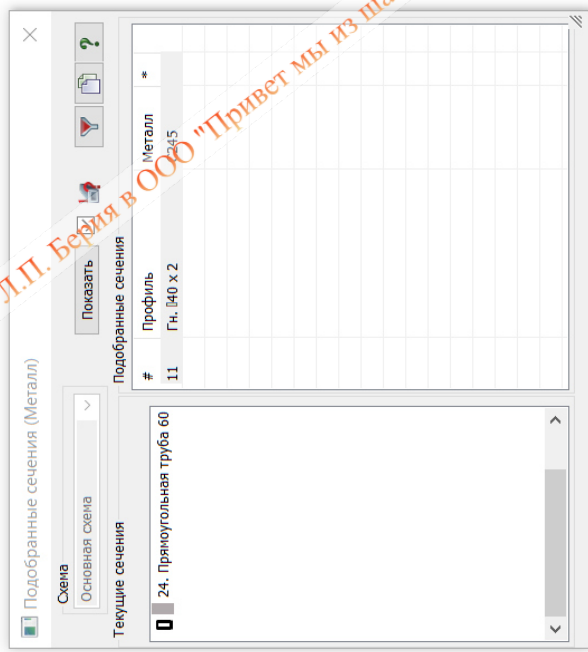 Подобранные сечения (Металл)
Схема
Основная схема
Показать
Текущие сечения
24. Прямоугольная труба 60
Подобранные сечения
# Профиль Металл *
11 Гн. 40 x 2 245
Л.П. Берия в ООО "Привет мы из